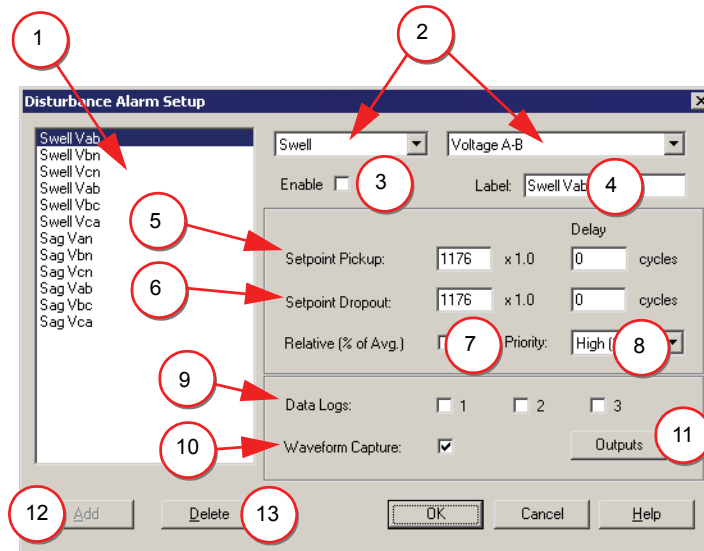 1
2
Disturbance Alarm Setup
Swell Vab
Swell Vbn
Swell Vcn
Swell Vab
Swell Vbc
Swell Vca
Sag Van
Sag Vbn
Sag Vcn
Sag Vab
Sag Vbc
Sag Vca
Swell
Voltage A-B
Enable
3
Label:
Swell Vab
4
Delay
5
Setpoint Pickup:
1176
x 1.0
0
cycles
6
Setpoint Dropout:
1176
x 1.0
0
cycles
Relative (% of Avg.)
7
Priority:
High (
8
9
Data Logs:
1
2
3
10
Waveform Capture:
Outputs
11
12
Add
Delete
13
OK
Cancel
Help